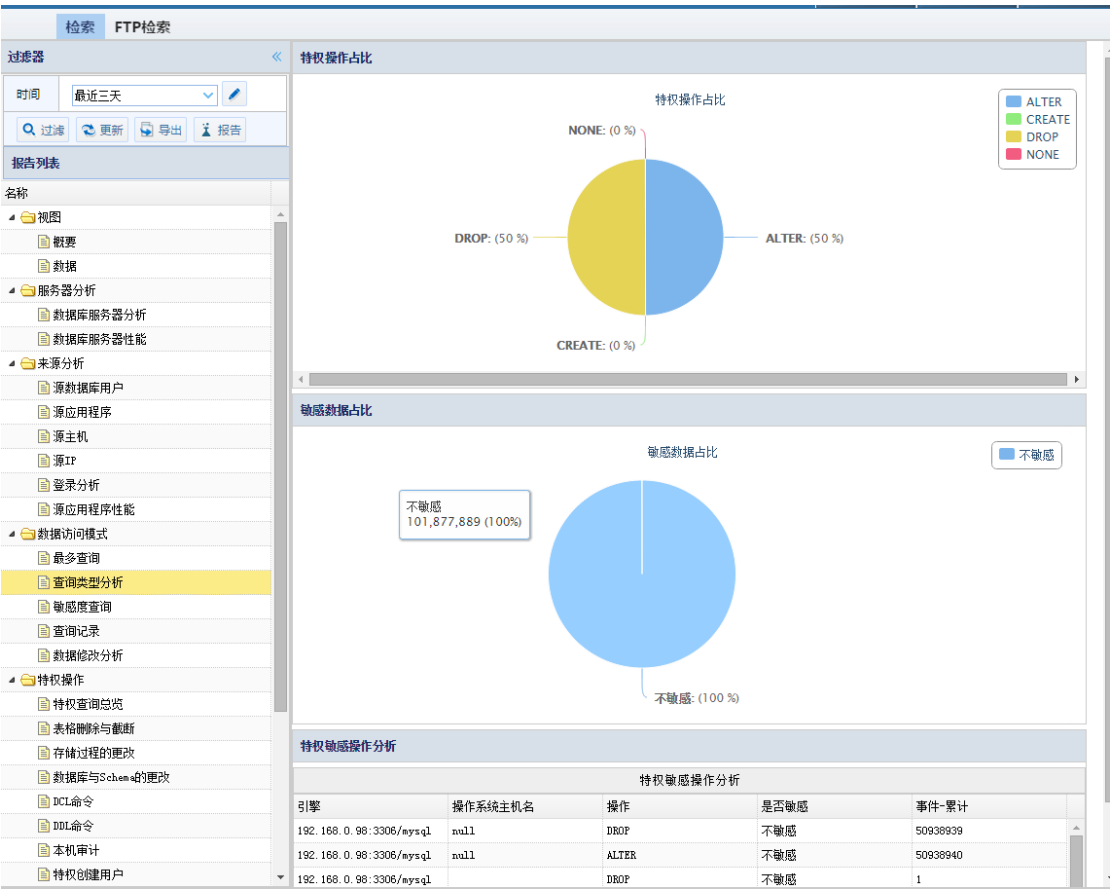 检索 FTP检索
过滤器
时间 最近三天
过滤 更新 导出 报告
报告列表
名称
视图
概要
数据
服务器分析
数据库服务器分析
数据库服务器性能
来源分析
源数据库用户
源应用程序
源主机
源IP
登录分析
源应用程序性能
数据访问模式
最多查询
查询类型分析
敏感度查询
查询记录
数据修改分析
特权操作
特权查询总览
表格删除与截断
存储过程的更改
数据库与Schema的更改
DCL命令
DDL命令
本机审计
特权创建用户
特权操作占比
特权操作占比
ALTER
CREATE
DROP
NONE
NONE: (0 %)
DROP: (50 %)
ALTER: (50 %)
CREATE: (0 %)
敏感数据占比
敏感数据占比
不敏感
不敏感
101,877,889 (100%)
不敏感: (100 %)
特权敏感操作分析
特权敏感操作分析
引擎 操作系统主机名 操作 是否敏感 事件-累计
192.168.0.98:3306/mysql null DROP 不敏感 50938939
192.168.0.98:3306/mysql null ALTER 不敏感 50938940
192.168.0.98:3306/mysql DROP 不敏感 1